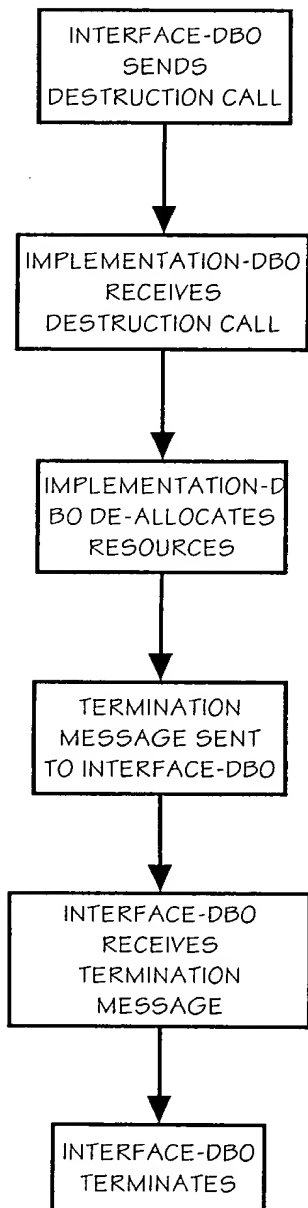 INTERFACE-DBO
SENDS
DESTRUCTION CALL
IMPLEMENTATION-DBO
RECEIVES
DESTRUCTION CALL
IMPLEMENTATION-D
BO DE-ALLOCATES
RESOURCES
TERMINATION
MESSAGE SENT
TO INTERFACE-DBO
INTERFACE-DBO
RECEIVES
TERMINATION
MESSAGE
INTERFACE-DBO
TERMINATES